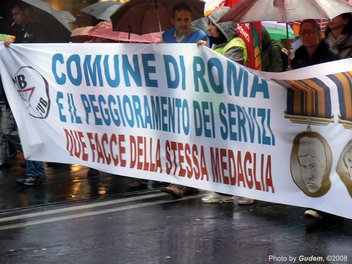 COMUNE DI ROMA
E IL PEGGIORAMENTO DEI SERVIZI
DUE FACCE DELLA STESSA MEDAGLIA
Photo by Gudem, ©2008